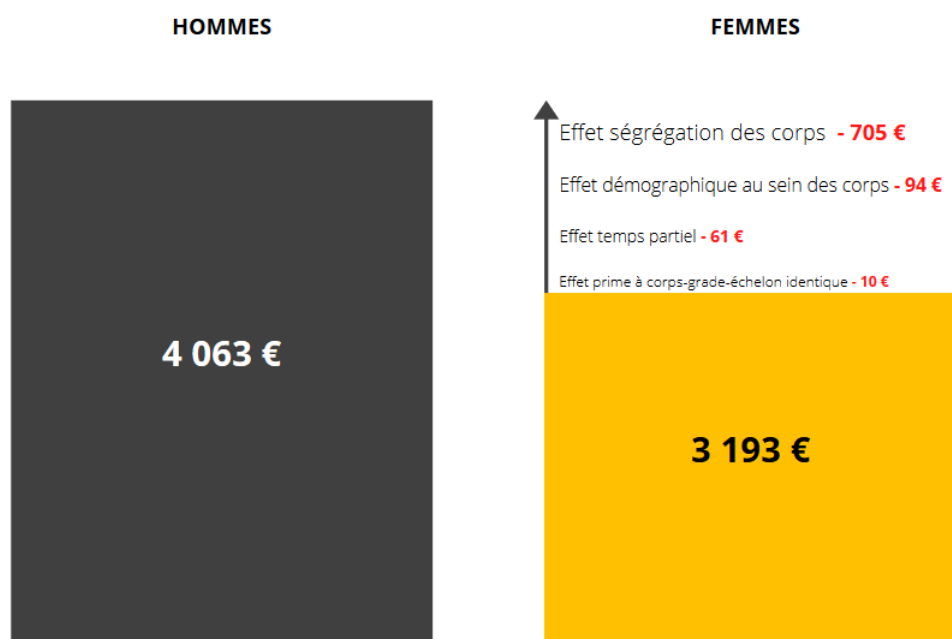 HOMMES
FEMMES
Effet ségrégation des corps - 705 €
Effet démographique au sein des corps - 94 €
Effet temps partiel - 61 €
Effet prime à corps-grade-échelon identique - 10 €
4 063 €
3 193 €